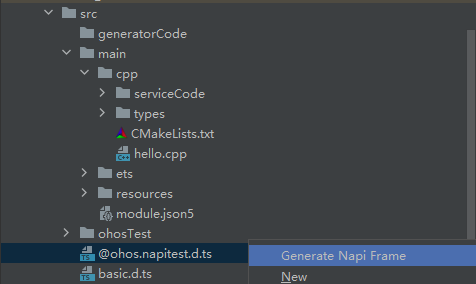 src
generatorCode
main
cpp
serviceCode
types
CMakeLists.txt
hello.cpp
ets
resources
module.json5
ohosTest
@ohos.napitest.d.ts
Generate Napi Frame
basic.d.ts
New